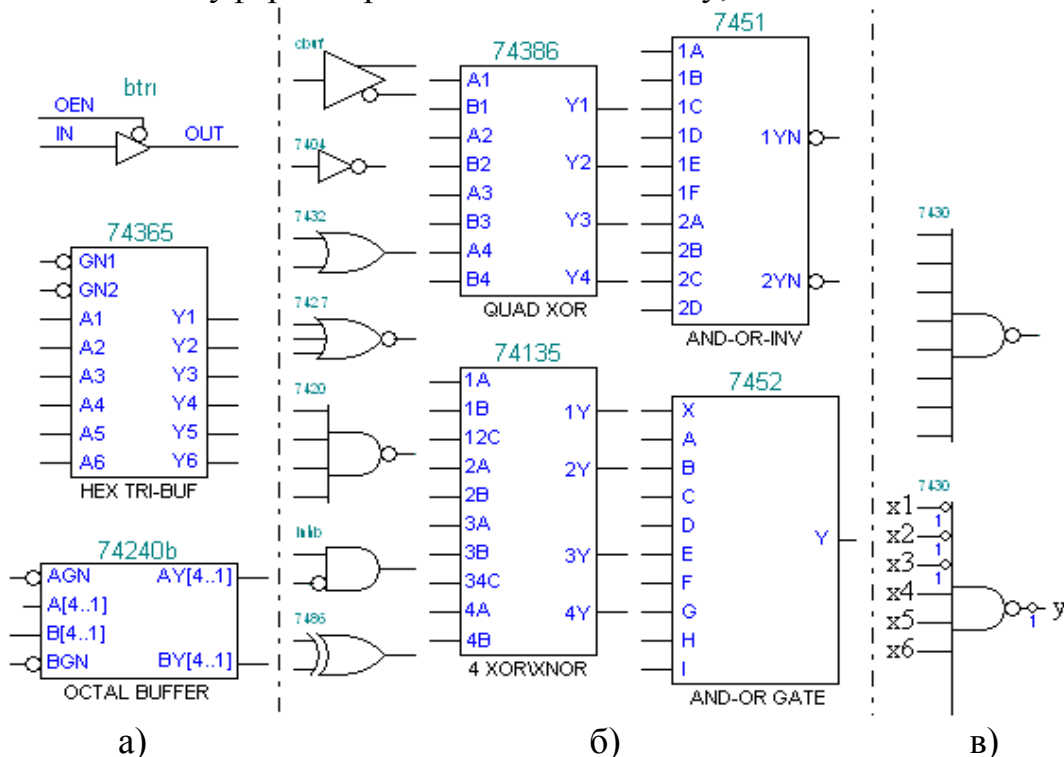 btri
OEN
IN OUT
74365
GN1
GN2
A1 Y1
A2 Y2
A3 Y3
A4 Y4
A5 Y5
A6 Y6
HEX TRI-BUF
74240b
AGN AY[4..1]
A[4..1]
B[4..1]
BGN BY[4..1]
OCTAL BUFFER
а)
cbuf
7404
7432
7427
7420
7486
74386
A1
B1 Y1
A2
B2 Y2
A3
B3 Y3
A4
B4 Y4
QUAD XOR
74135
1A
1B 1Y
12C
2A 2Y
2B
3A
3B 3Y
34C
4A 4Y
4B
4 XOR\XNOR
7451
1A
1B
1C
1D 1YN
1E
1F
2A
2B
2C 2YN
2D
AND-OR-INV
7452
X
A
B
C
D
E Y
F
G
H
I
AND-OR GATE
б)
7430
7430
x1 1
x2 1
x3 1
x4
x5 1 y
x6
в)